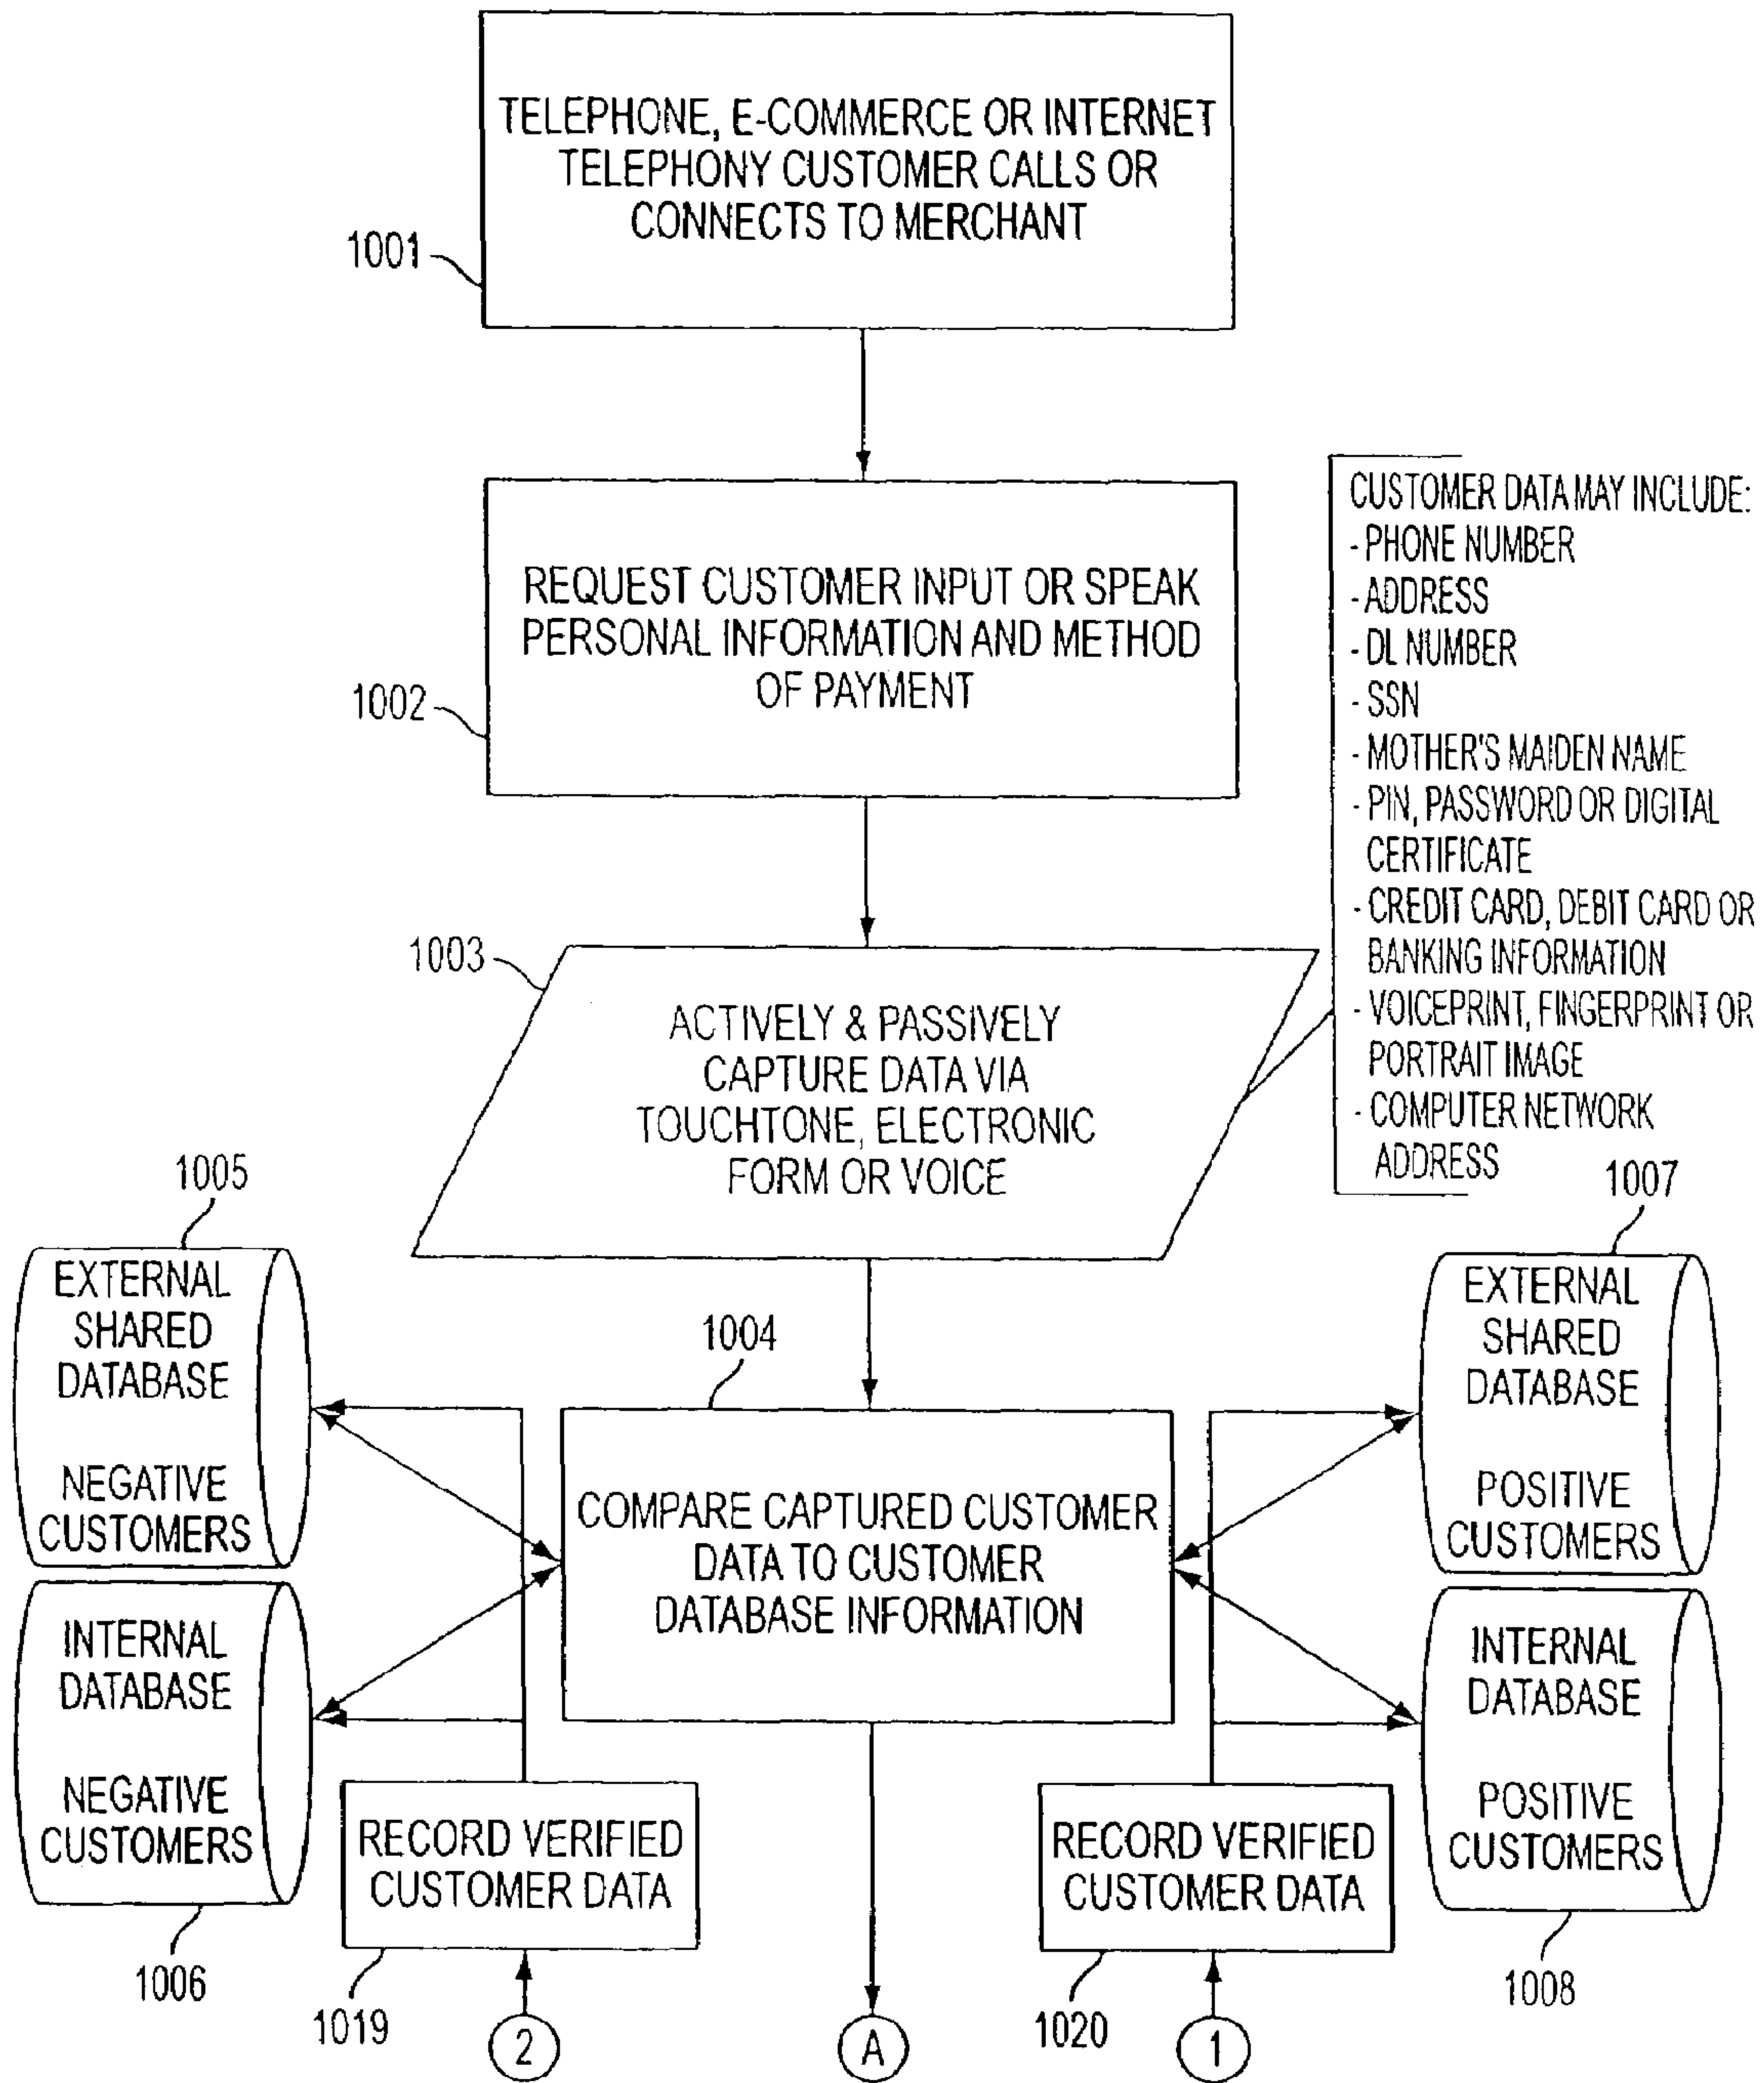 TELEPHONE, E-COMMERCE OR INTERNET
TELEPHONY CUSTOMER CALLS OR
CONNECTS TO MERCHANT
1001
REQUEST CUSTOMER INPUT OR SPEAK
PERSONAL INFORMATION AND METHOD
OF PAYMENT
1002
CUSTOMER DATA MAY INCLUDE:
- PHONE NUMBER
- ADDRESS
- DL NUMBER
- SSN
- MOTHER'S MAIDEN NAME
- PIN, PASSWORD OR DIGITAL
CERTIFICATE
- CREDIT CARD, DEBIT CARD OR
BANKING INFORMATION
- VOICEPRINT, FINGERPRINT OR
PORTRAIT IMAGE
- COMPUTER NETWORK
ADDRESS
1003
ACTIVELY & PASSIVELY
CAPTURE DATA VIA
TOUCHTONE, ELECTRONIC
FORM OR VOICE
1005
EXTERNAL
SHARED
DATABASE
NEGATIVE
CUSTOMERS
1004
COMPARE CAPTURED CUSTOMER
DATA TO CUSTOMER
DATABASE INFORMATION
1007
EXTERNAL
SHARED
DATABASE
POSITIVE
CUSTOMERS
INTERNAL
DATABASE
NEGATIVE
CUSTOMERS
1006
RECORD VERIFIED
CUSTOMER DATA
1019
2
A
RECORD VERIFIED
CUSTOMER DATA
1020
1
INTERNAL
DATABASE
POSITIVE
CUSTOMERS
1008